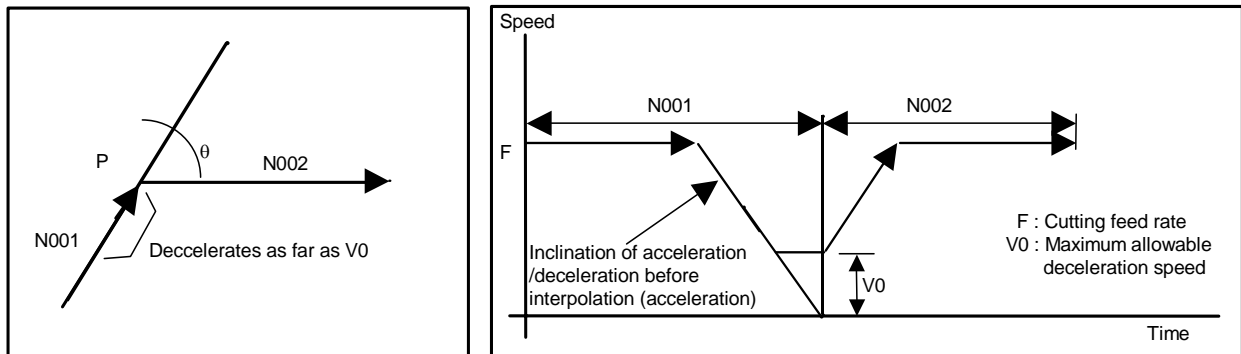 P
θ
N002
N001
Deccelerates as far as V0
Speed
N001
N002
F
Inclination of acceleration
/deceleration before
interpolation (acceleration)
V0
F : Cutting feed rate
V0 : Maximum allowable
deceleration speed
Time